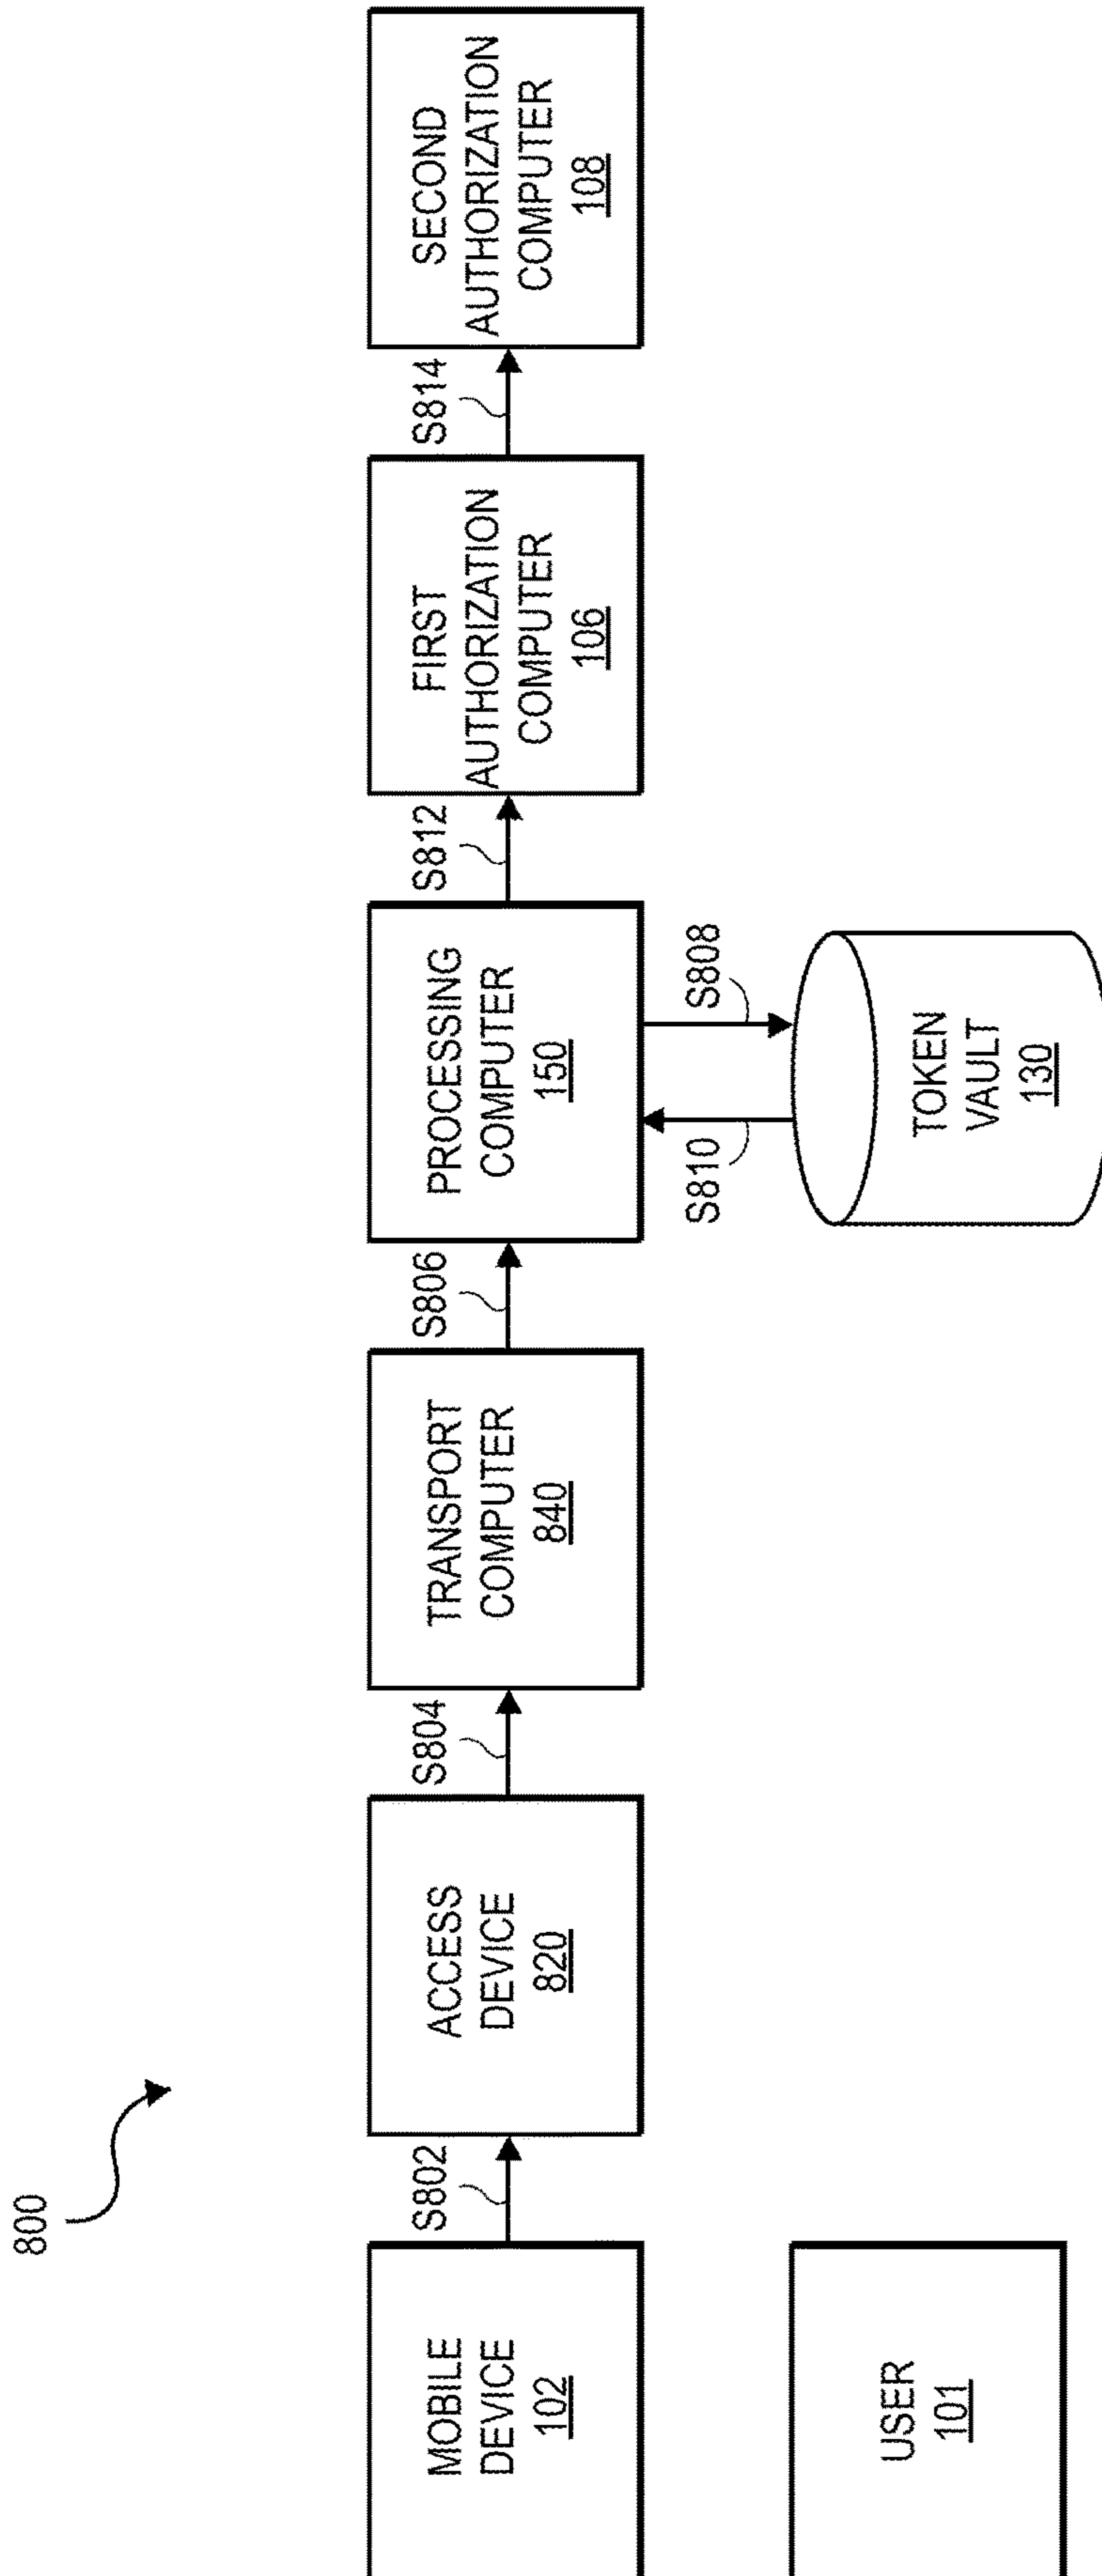 800
MOBILE
DEVICE
102
S802
ACCESS
DEVICE
820
S804
TRANSPORT
COMPUTER
840
S806
PROCESSING
COMPUTER
150
S812
FIRST
AUTHORIZATION
COMPUTER
106
S814
SECOND
AUTHORIZATION
COMPUTER
108
S810
S808
USER
101
TOKEN
VAULT
130